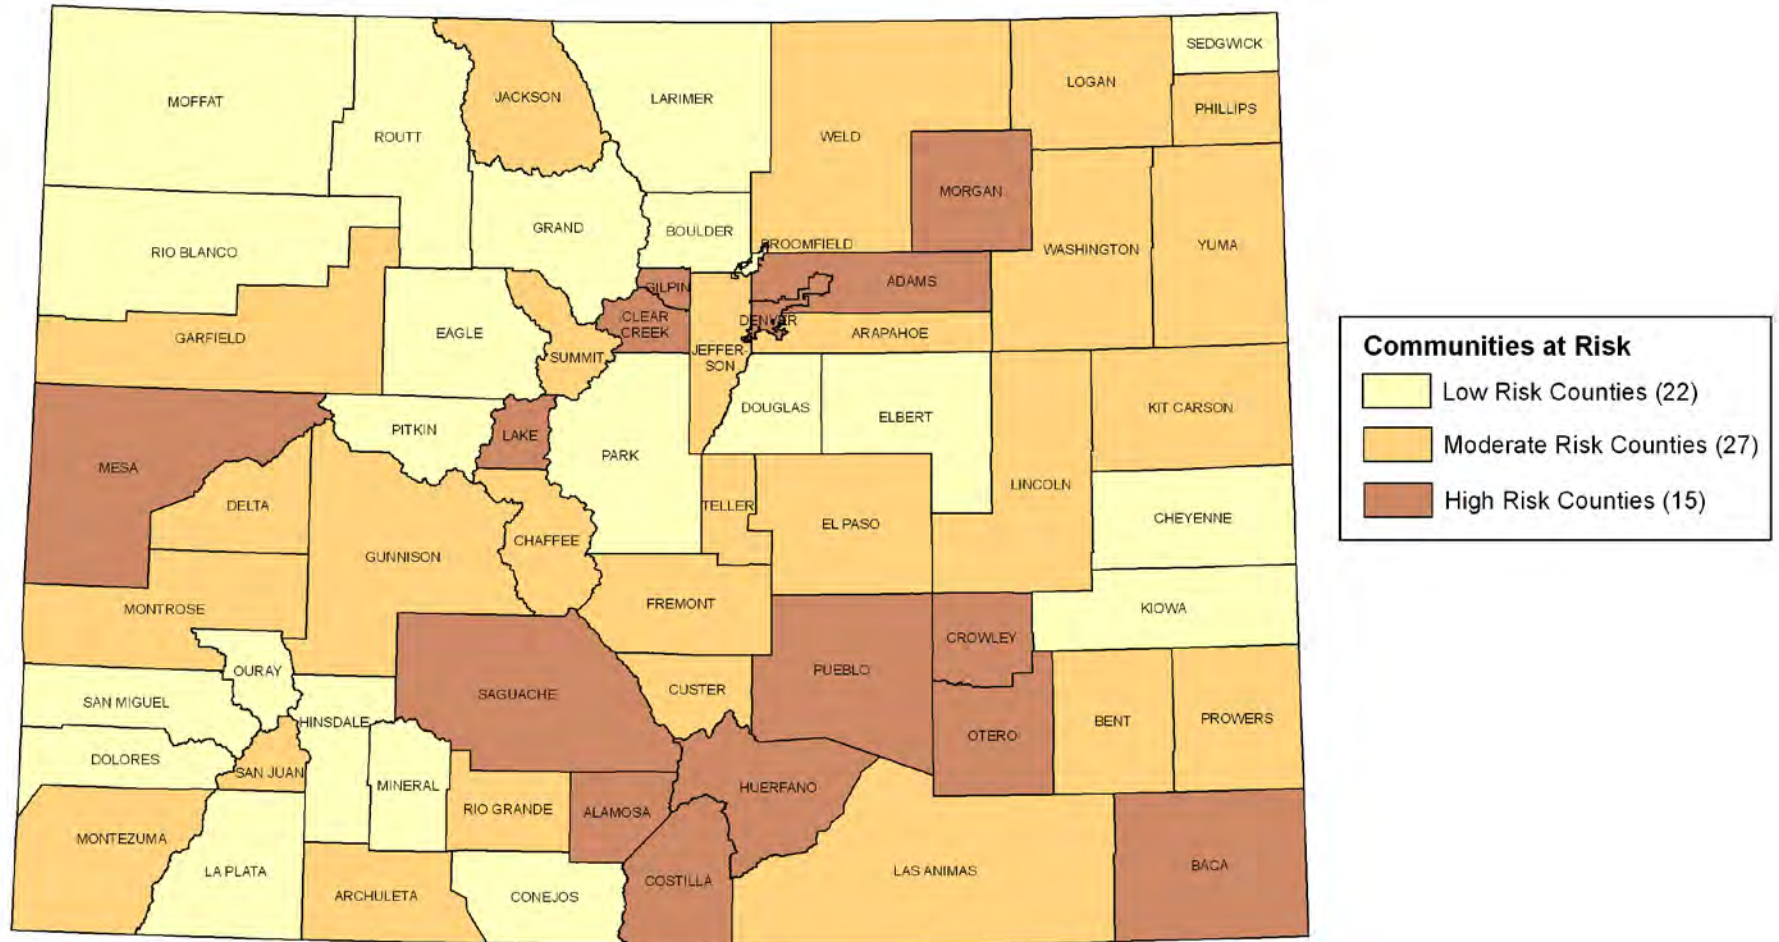 SEDGWICK
LOGAN
JACKSON
LARIMER
MOFFAT
PHILLIPS
WELD
ROUTT
MORGAN
GRAND
BOULDER
BROOMFIELD
WASHINGTON
YUMA
RIO BLANCO
GILPIN
ADAMS
CLEAR
CREEK
DENVER
EAGLE
ARAPAHOE
GARFIELD
JEFFER-
SON
SUMMIT
DOUGLAS
KIT CARSON
ELBERT
PITKIN
LAKE
PARK
MESA
LINCOLN
DELTA
TELLER
EL PASO
CHEYENNE
CHAFFEE
GUNNISON
MONTROSE
FREMONT
KIOWA
CROWLEY
OURAY
PUEBLO
SAGUACHE
CUSTER
SAN MIGUEL
HINSDALE
BENT
PROWERS
OTERO
DOLORES
SAN JUAN
MINERAL
HUERFANO
RIO GRANDE
ALAMOSA
MONTEZUMA
LA PLATA
LAS ANIMAS
BACA
COSTILLA
ARCHULETA
CONEJOS
Communities at Risk
Low Risk Counties (22)
Moderate Risk Counties (27)
High Risk Counties (15)